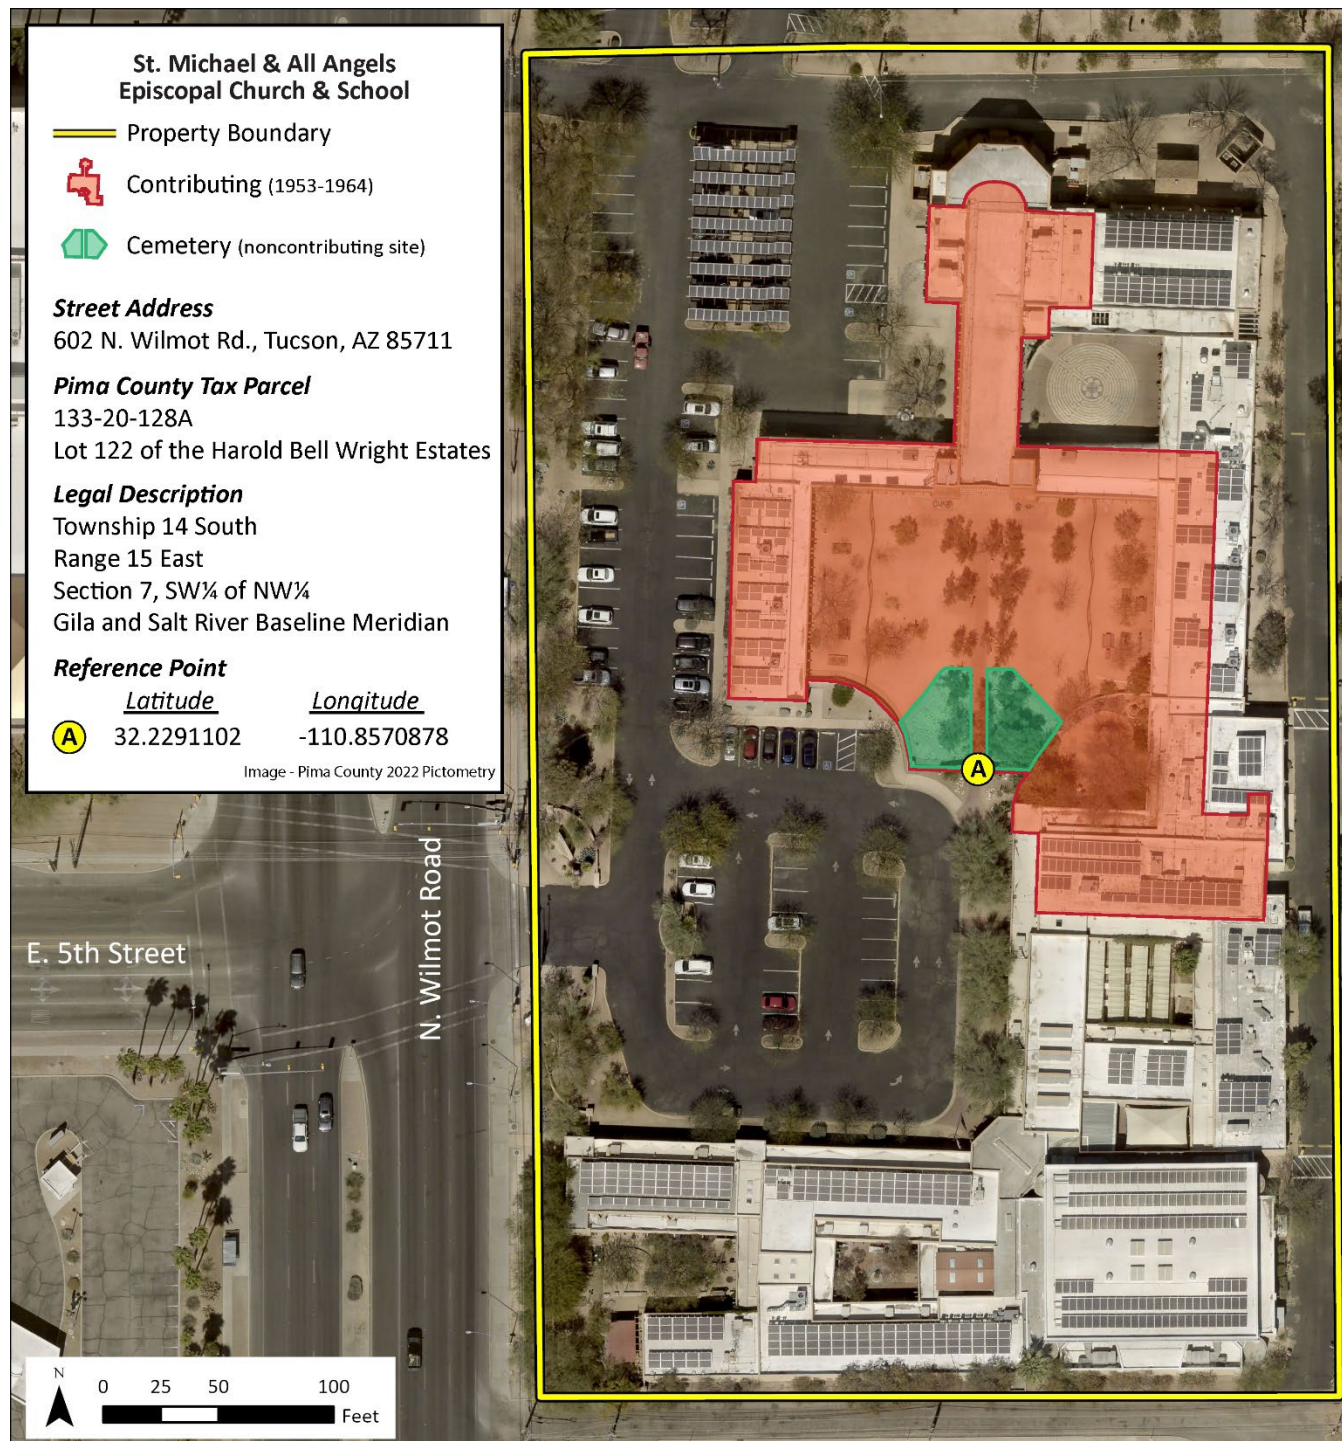 St. Michael & All Angels
Episcopal Church & School
Property Boundary
Contributing (1953-1964)
Cemetery (noncontributing site)
Street Address
602 N. Wilmot Rd., Tucson, AZ 85711
Pima County Tax Parcel
133-20-128A
Lot 122 of the Harold Bell Wright Estates
Legal Description
Township 14 South
Range 15 East
Section 7, SW¼ of NW¼
Gila and Salt River Baseline Meridian
Reference Point
Latitude Longitude
A 32.2291102 -110.8570878
Image - Pima County 2022 Pictometry
A
N. Wilmot Road
E. 5th Street
N
0 25 50 100
Feet